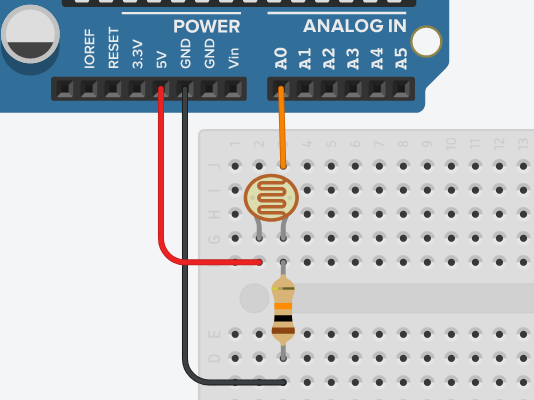 POWER
ANALOG IN
IOREF
RESET
3.3V
5V
GND
GND
Vin
A0
A1
A2
A3
A4
A5
1
2
3
4
5
6
7
8
9
10
11
12
13
J
I
H
G
E
D